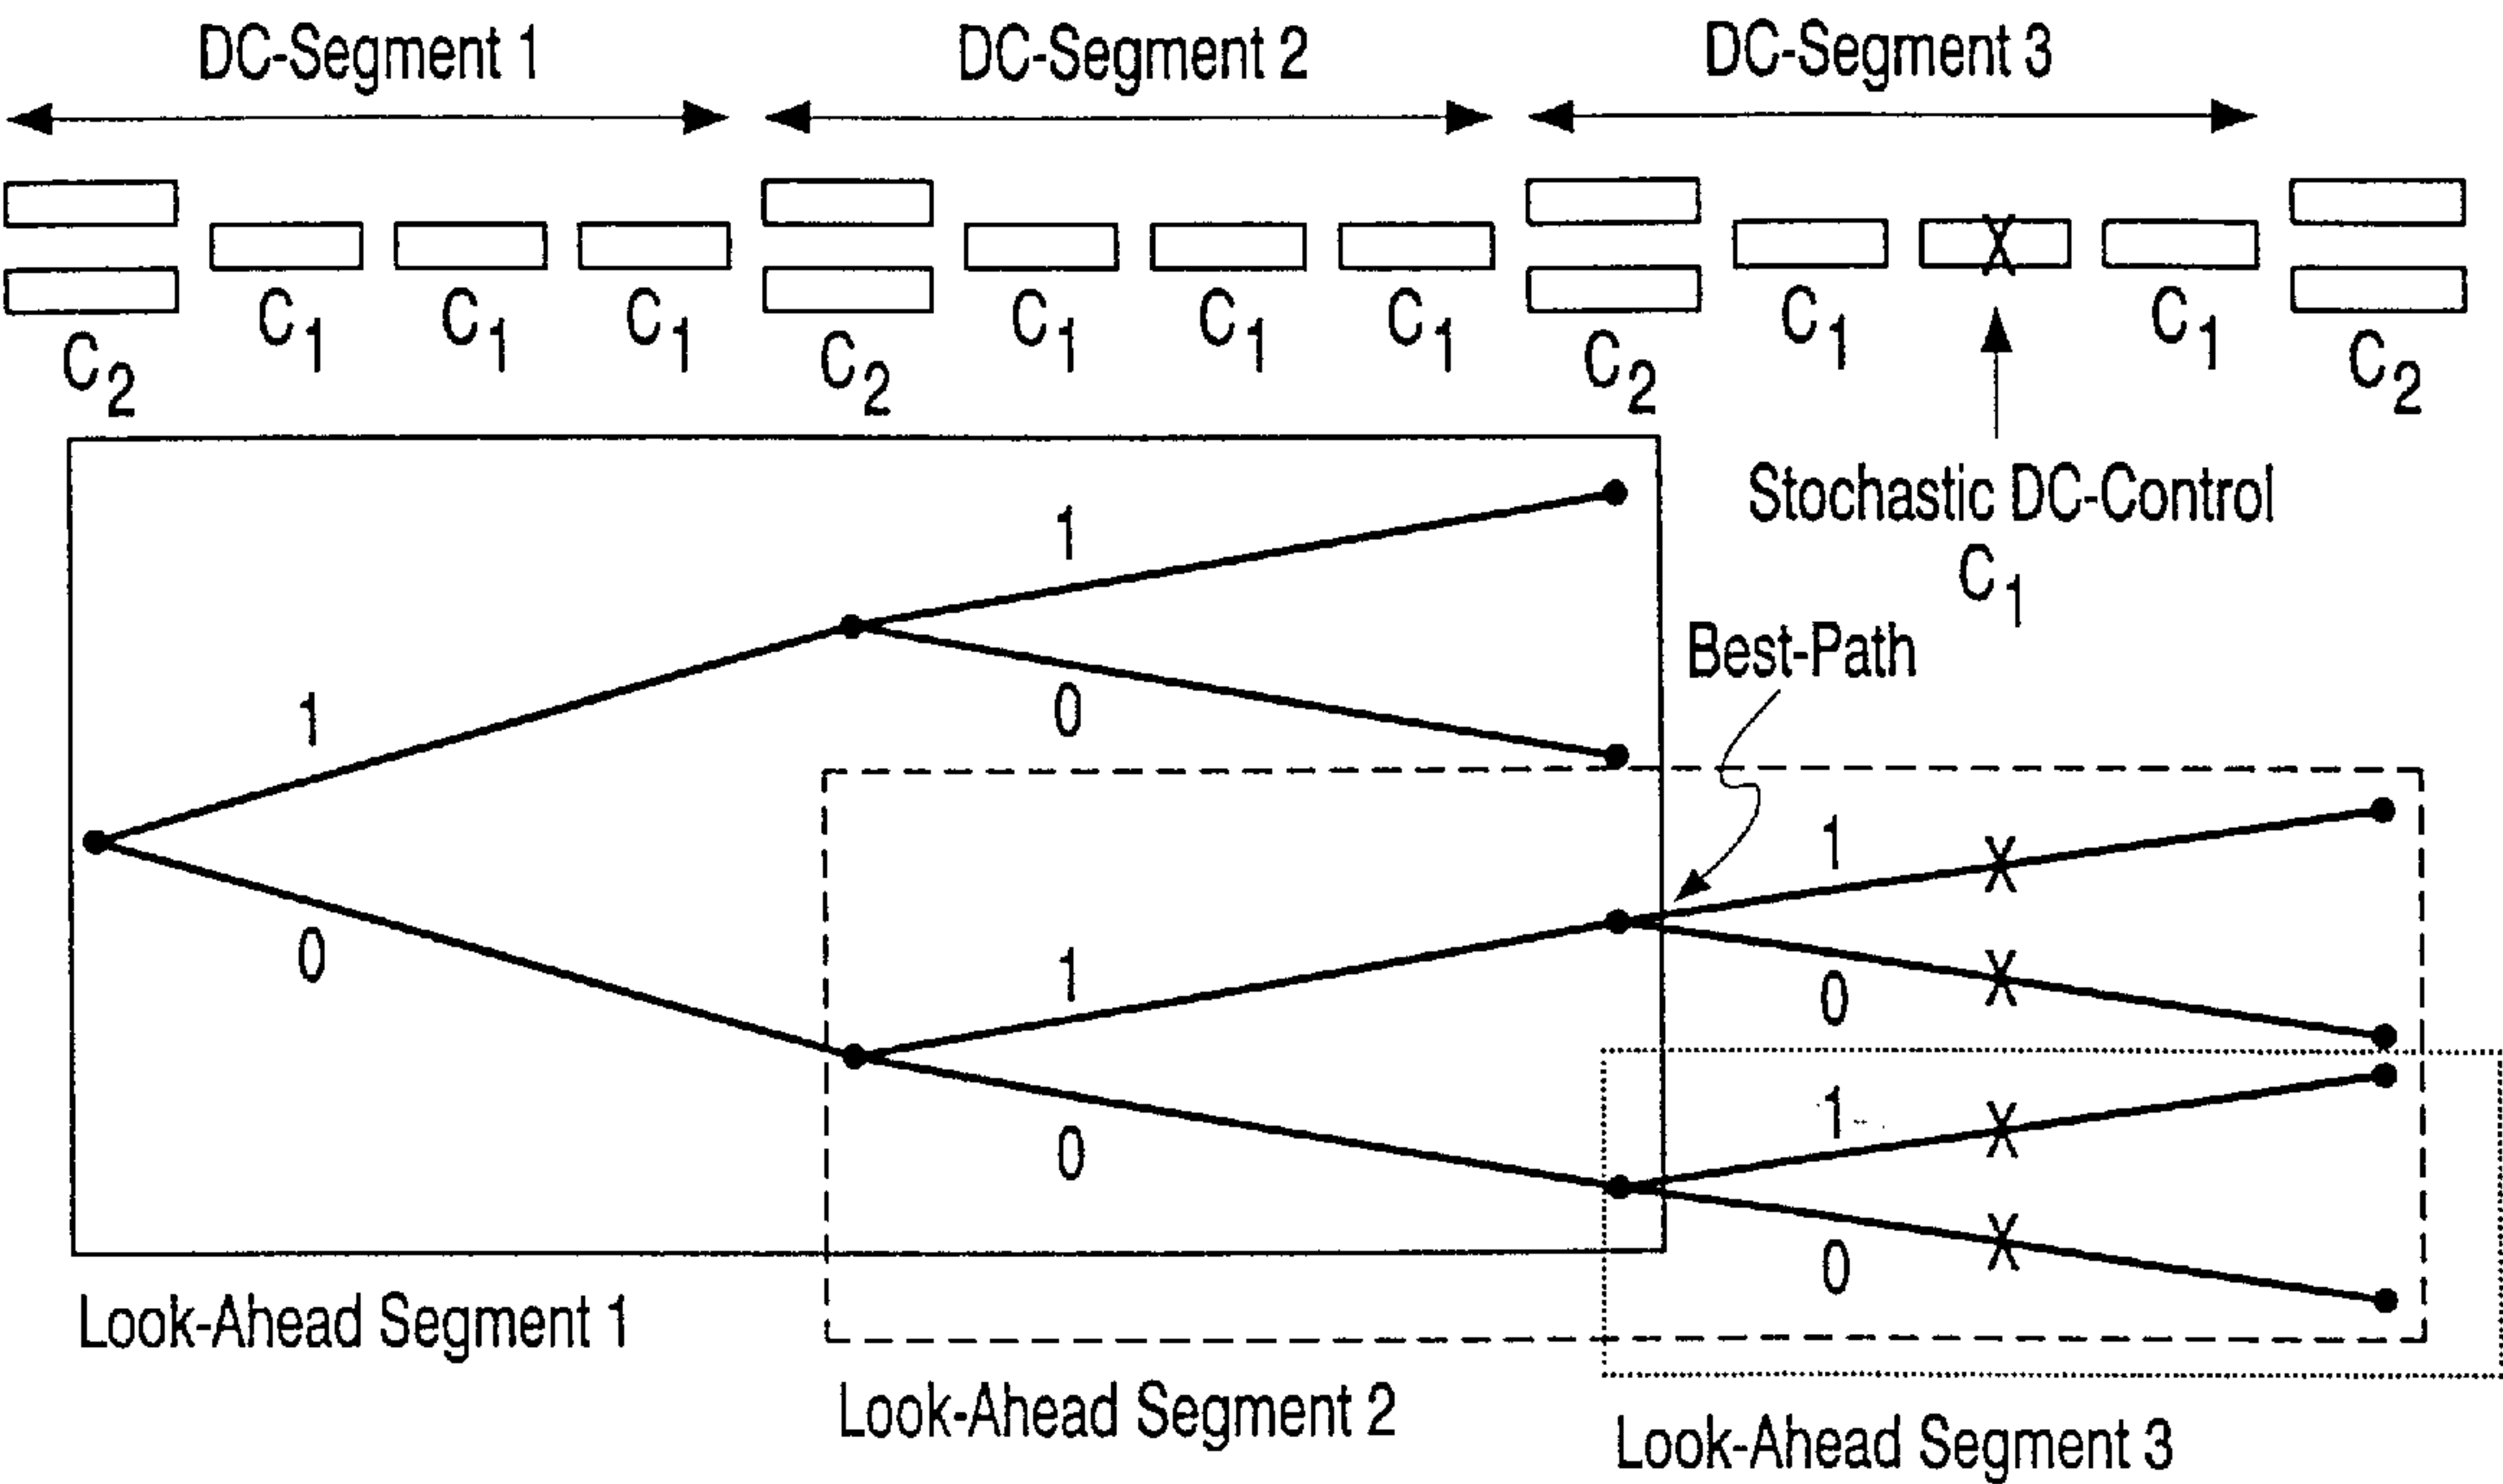 DC-Segment 1 DC-Segment 2 DC-Segment 3
C1 C1 C1 C1 C1 C1 C1 C1
C2 C2 C2 C2
Stochastic DC-Control
C1
1
Best-Path
1 0
1
0 1 0
1
0 0
Look-Ahead Segment 1
Look-Ahead Segment 2
Look-Ahead Segment 3